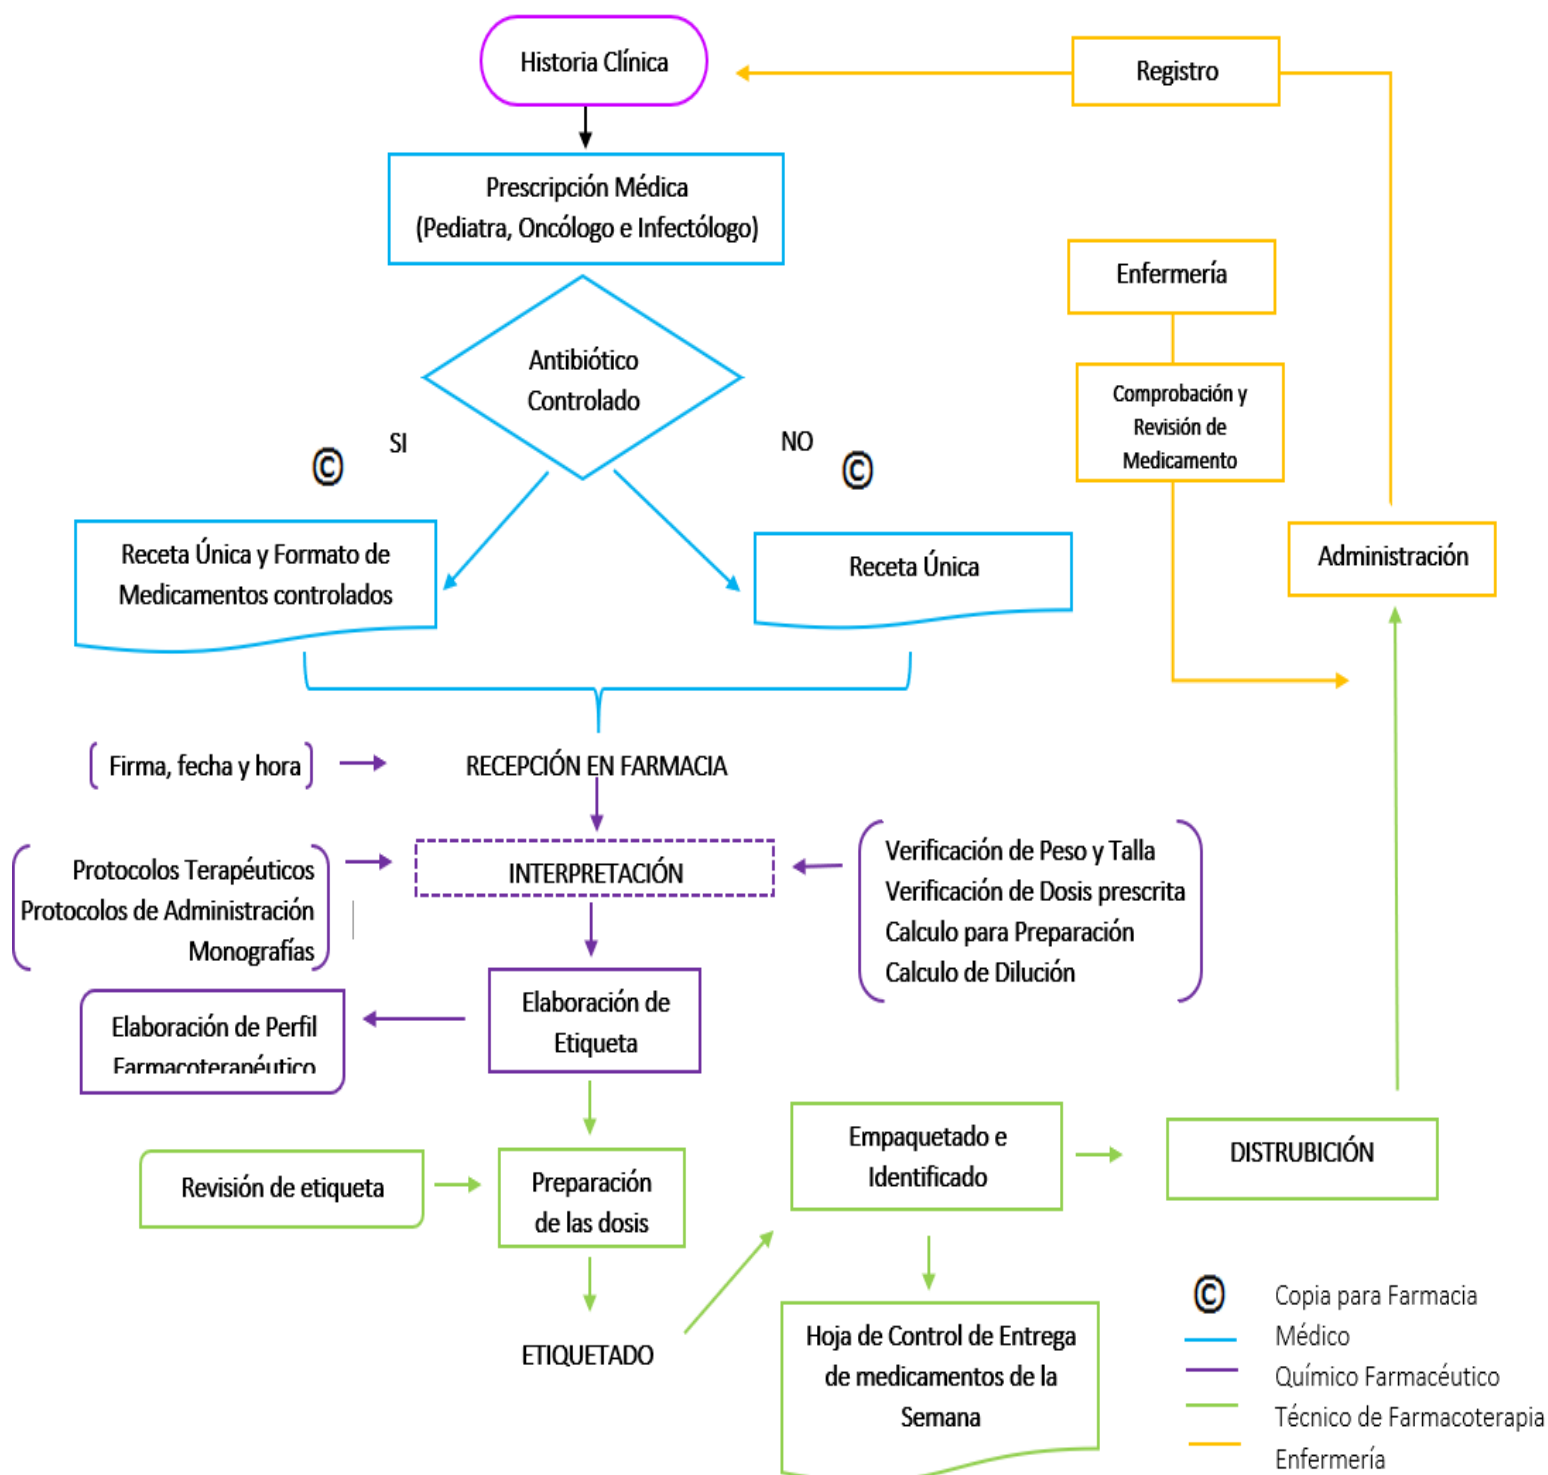 Historia Clínica
Registro
Prescripción Médica
(Pediatra, Oncólogo e Infectólogo)
Enfermería
Antibiótico
Controlado
Comprobación y
Revisión de
Medicamento
SI
NO
©
©
Receta Única y Formato de
Medicamentos controlados
Receta Única
Administración
Firma, fecha y hora
RECEPCIÓN EN FARMACIA
Protocolos Terapéuticos
Protocolos de Administración
Monografías
INTERPRETACIÓN
Verificación de Peso y Talla
Verificación de Dosis prescrita
Calculo para Preparación
Calculo de Dilución
Elaboración de Perfil
Farmacoterapéutico
Elaboración de
Etiqueta
Revisión de etiqueta
Preparación
de las dosis
Empaquetado e
Identificado
DISTRUBICIÓN
ETIQUETADO
Hoja de Control de Entrega
de medicamentos de la
Semana
© Copia para Farmacia
Médico
Químico Farmacéutico
Técnico de Farmacoterapia
Enfermería